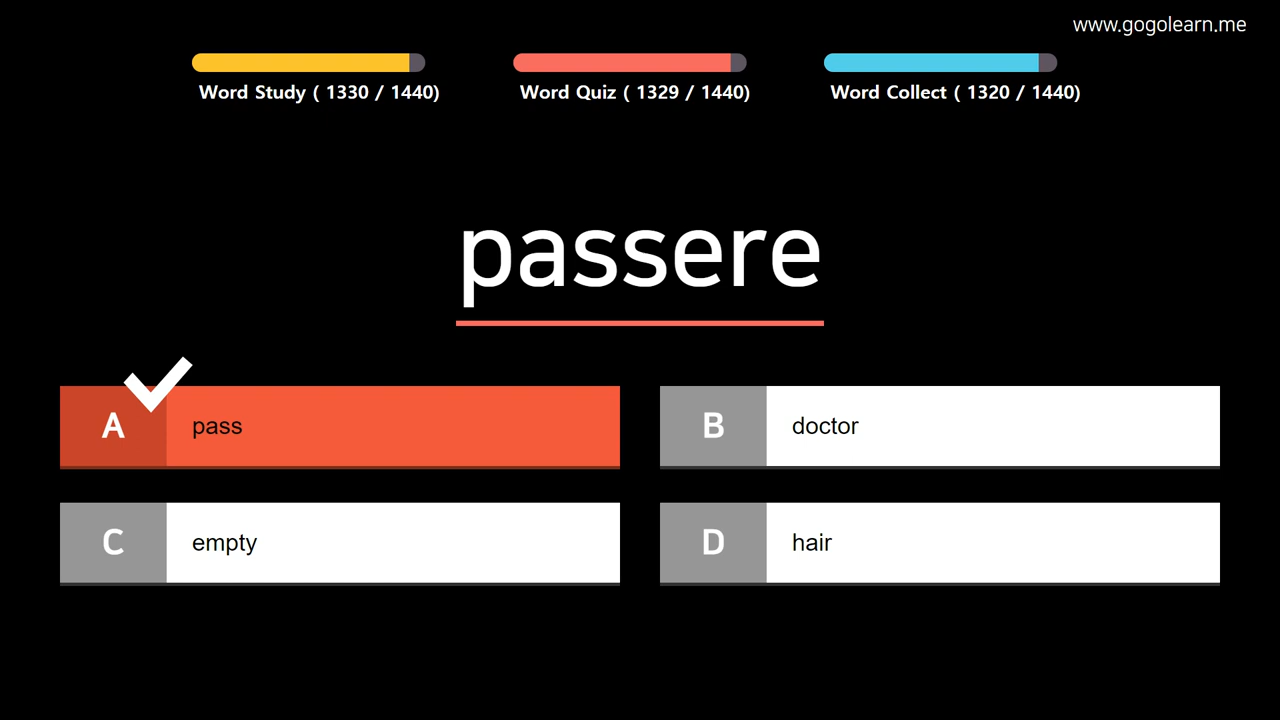 www.gogolearn.me
Word Study ( 1330 / 1440)
Word Quiz ( 1329 / 1440)
Word Collect ( 1320 / 1440)
passere
A pass
B doctor
C empty
D hair